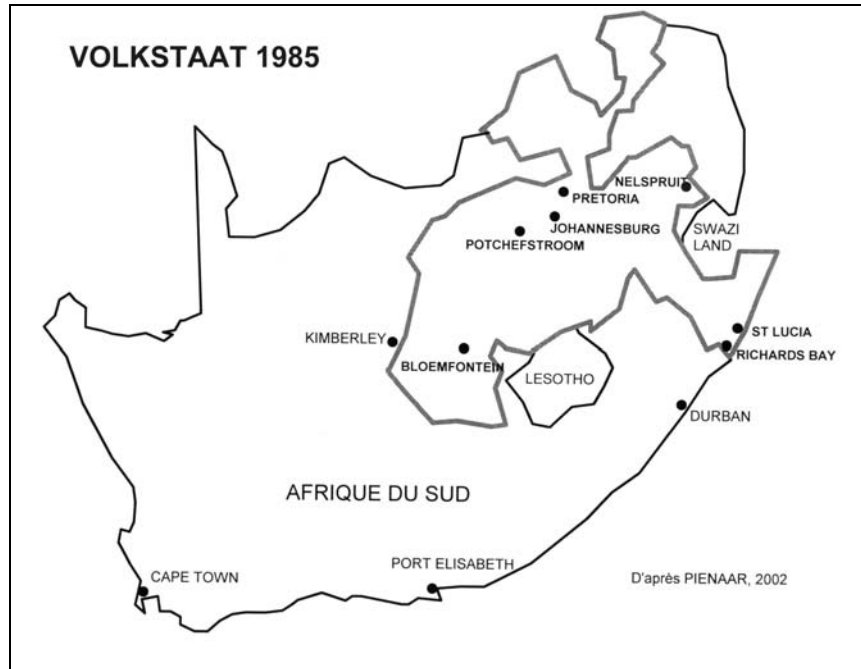 VOLKSTAAT 1985
NELSPRUIT
PRETORIA
JOHANNESBURG
POTCHEFSTROOM
SWAZI
LAND
ST LUCIA
KIMBERLEY
RICHARDS BAY
BLOEMFONTEIN
LESOTHO
DURBAN
AFRIQUE DU SUD
PORT ELISABETH
CAPE TOWN
D'après PIENAAR, 2002